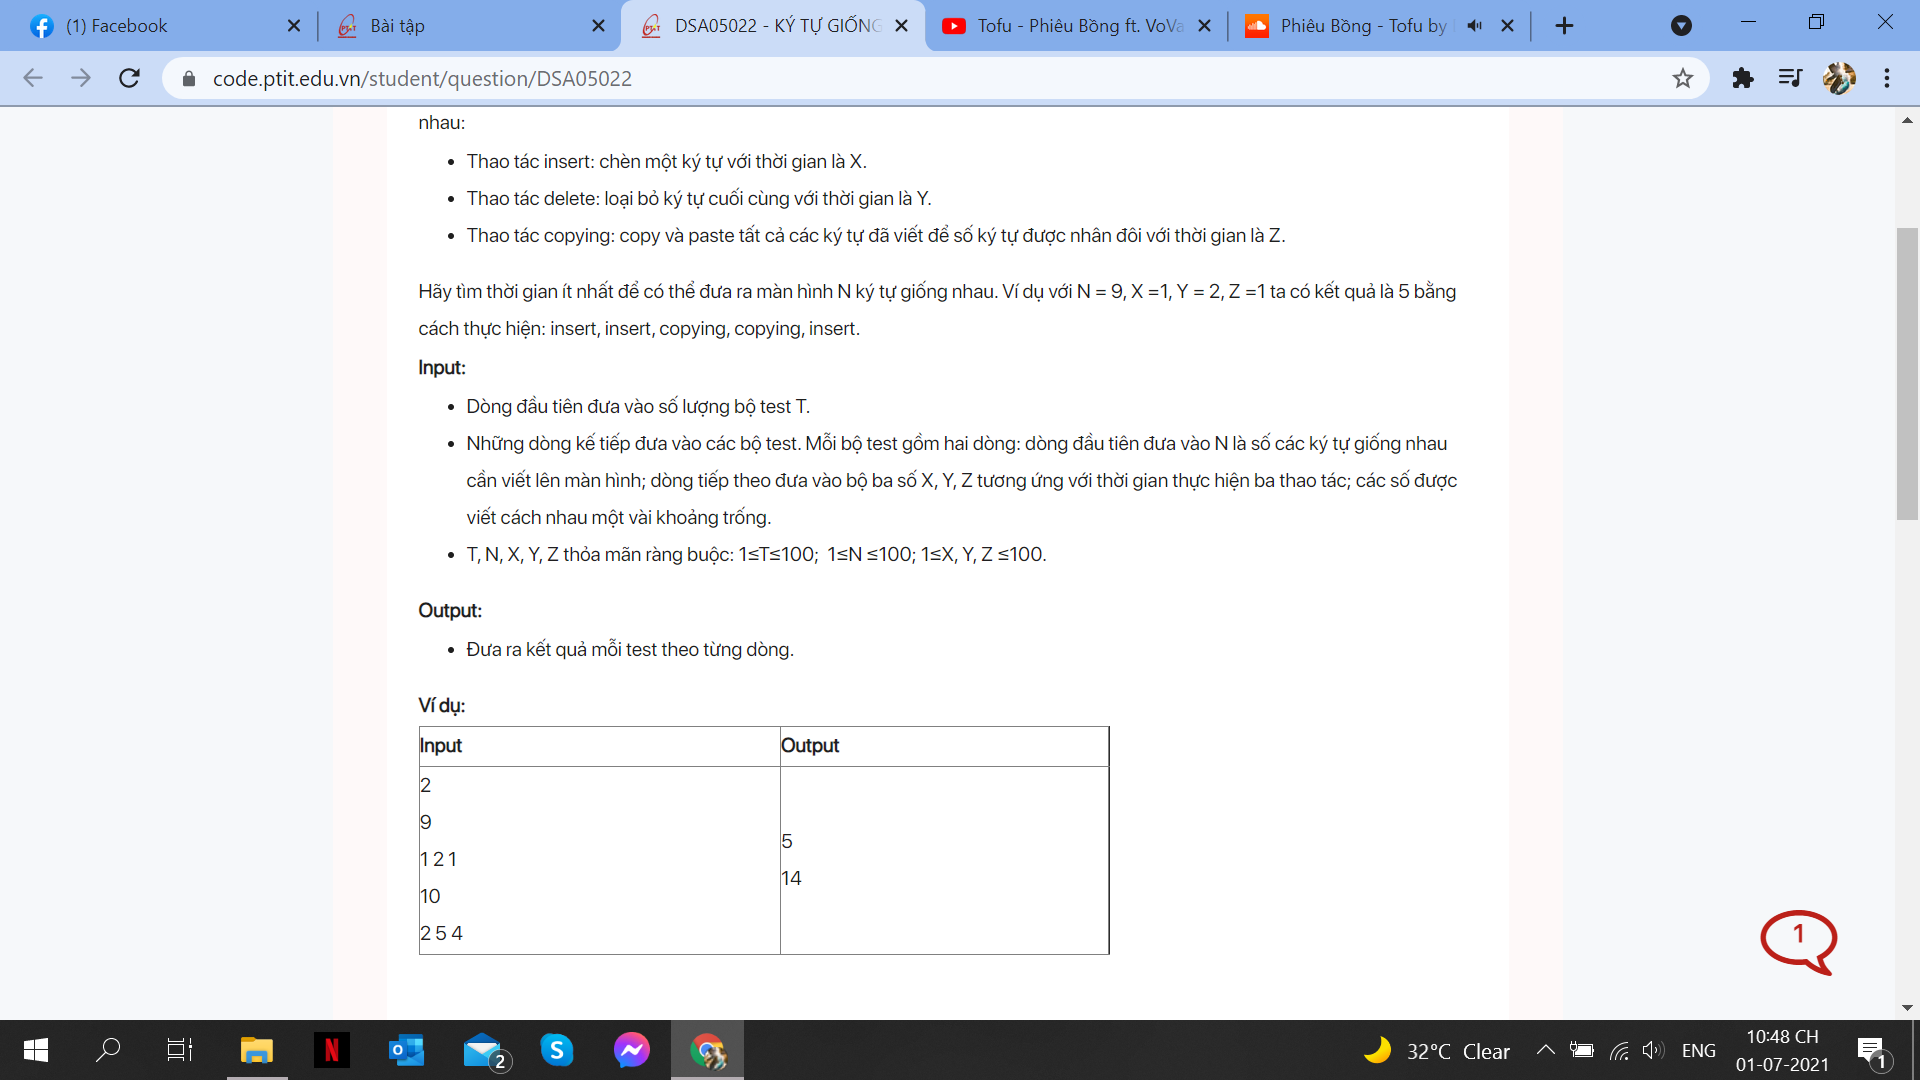 (1) Facebook
Bài tập
DSA05022 - KÝ TỰ GIỐNG
Tofu - Phiêu Bồng ft. VoVa
Phiêu Bồng - Tofu by
code.ptit.edu.vn/student/question/DSA05022
nhau:
• Thao tác insert: chèn một ký tự với thời gian là X.
• Thao tác delete: loại bỏ ký tự cuối cùng với thời gian là Y.
• Thao tác copying: copy và paste tất cả các ký tự đã viết để số ký tự được nhân đôi với thời gian là Z.
Hãy tìm thời gian ít nhất để có thể đưa ra màn hình N ký tự giống nhau. Ví dụ với N = 9, X =1, Y = 2, Z =1 ta có kết quả là 5 bằng
cách thực hiện: insert, insert, copying, copying, insert.
Input:
• Dòng đầu tiên đưa vào số lượng bộ test T.
• Những dòng kế tiếp đưa vào các bộ test. Mỗi bộ test gồm hai dòng: dòng đầu tiên đưa vào N là số các ký tự giống nhau
cần viết lên màn hình; dòng tiếp theo đưa vào bộ ba số X, Y, Z tương ứng với thời gian thực hiện ba thao tác; các số được
viết cách nhau một vài khoảng trống.
• T, N, X, Y, Z thỏa mãn ràng buộc: 1≤T≤100;  1≤N ≤100; 1≤X, Y, Z ≤100.
Output:
• Đưa ra kết quả mỗi test theo từng dòng.
Ví dụ:
Input Output
2
9
1 2 1
10
2 5 4
5
14
1
2
32°C Clear
ENG
10:48 CH
01-07-2021
1